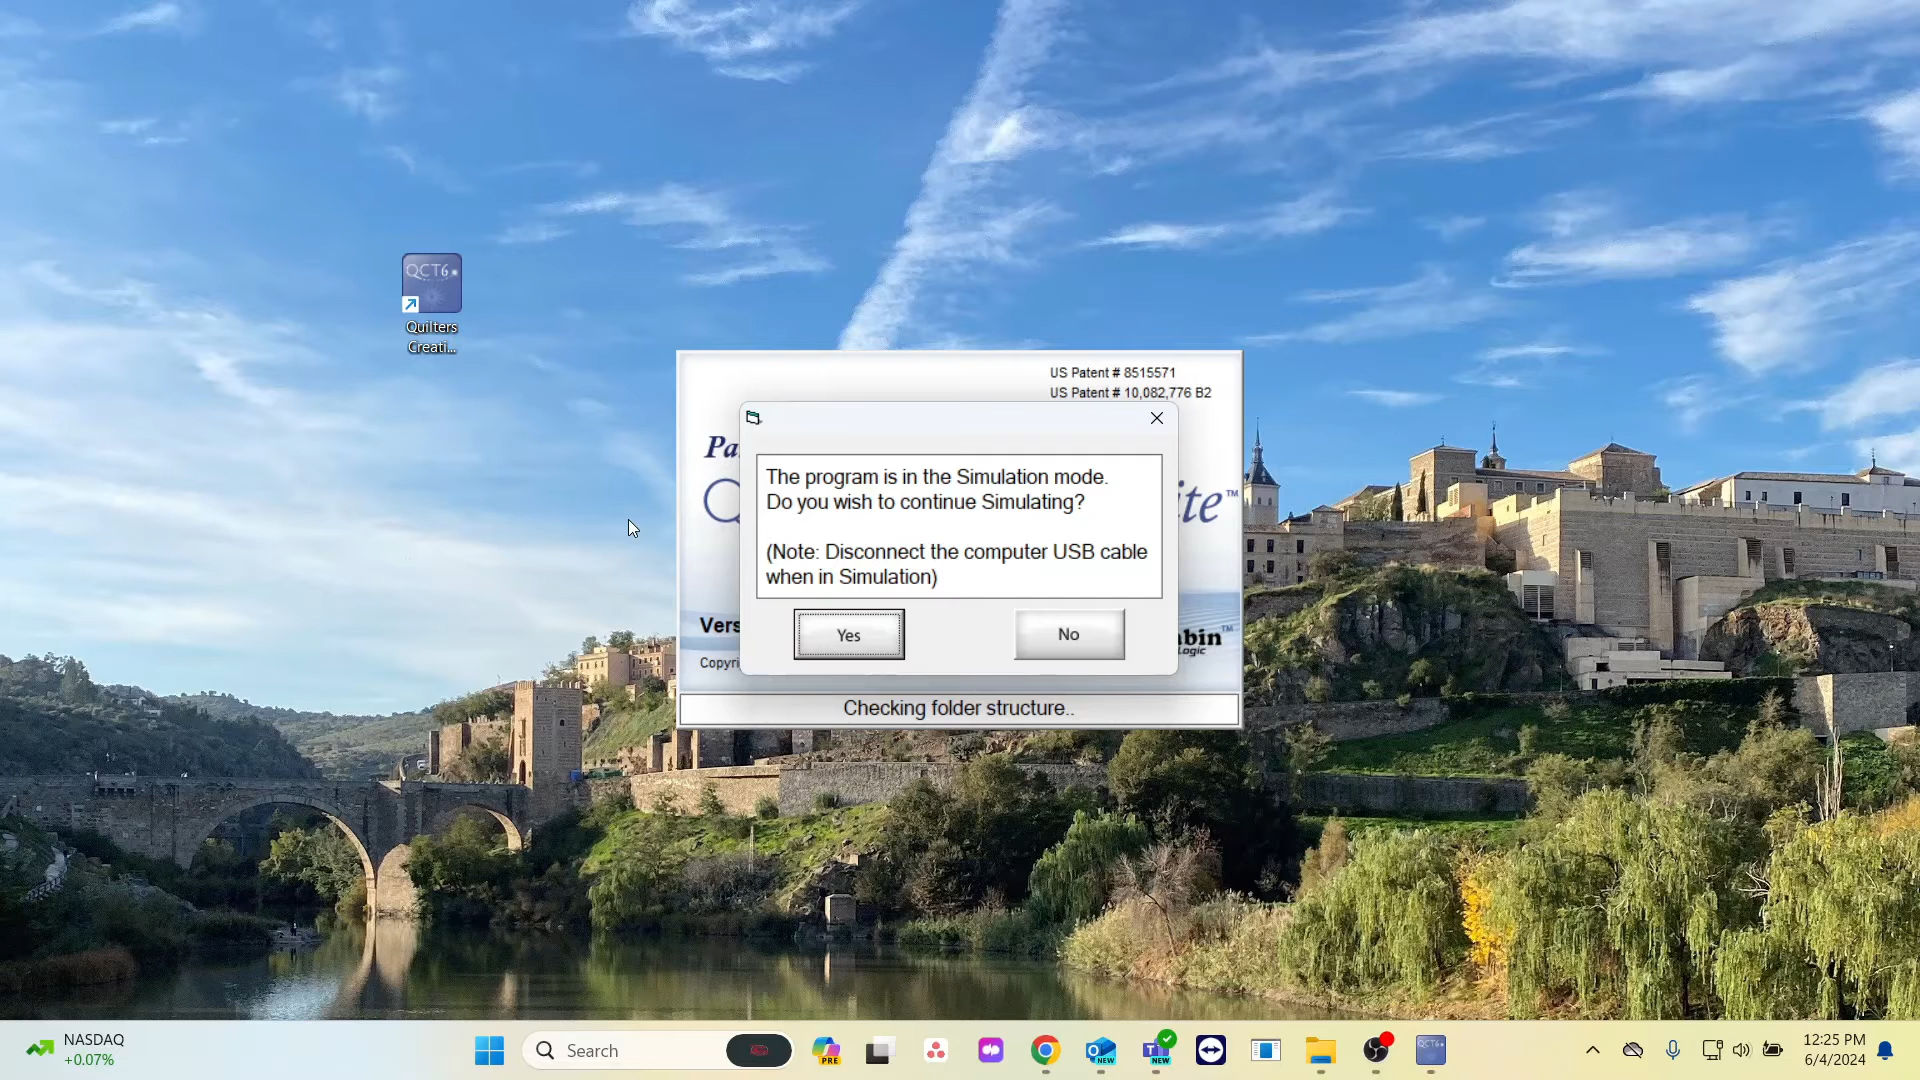 QCT6
Quilters
Creati...
US Patent # 8515571
US Patent # 10,082,776 B2
Pa
Q
ite™
The program is in the Simulation mode.
Do you wish to continue Simulating?
(Note: Disconnect the computer USB cable
when in Simulation)
Yes
No
Vers
Copyri
bin™
Logic
Checking folder structure..
NASDAQ
+0.07%
Search
PRE
NEW
NEW
QCT6
12:25 PM
6/4/2024